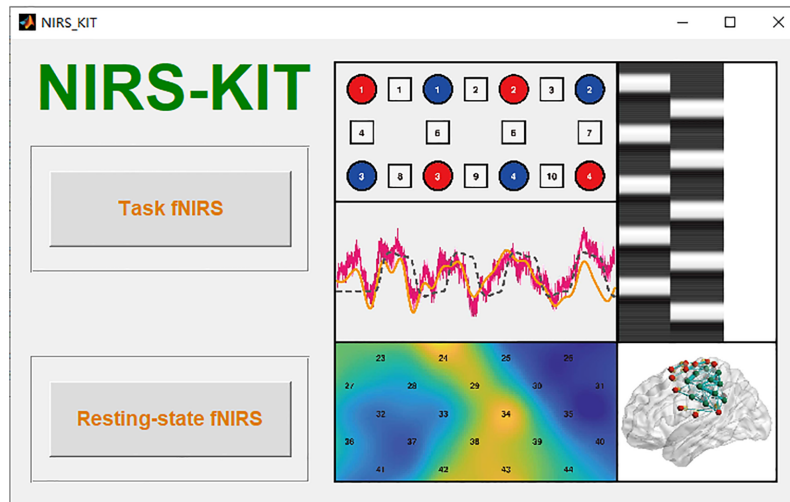 NIRS_KIT
NIRS-KIT
Task fNIRS
Resting-state fNIRS
1 1 1 2 2 3 2
4 6 6 7
3 8 3 9 4 10 4
23 24 25 26
27 28 29 30 31
32 33 34 35
36 37 38 39 40
41 42 43 44